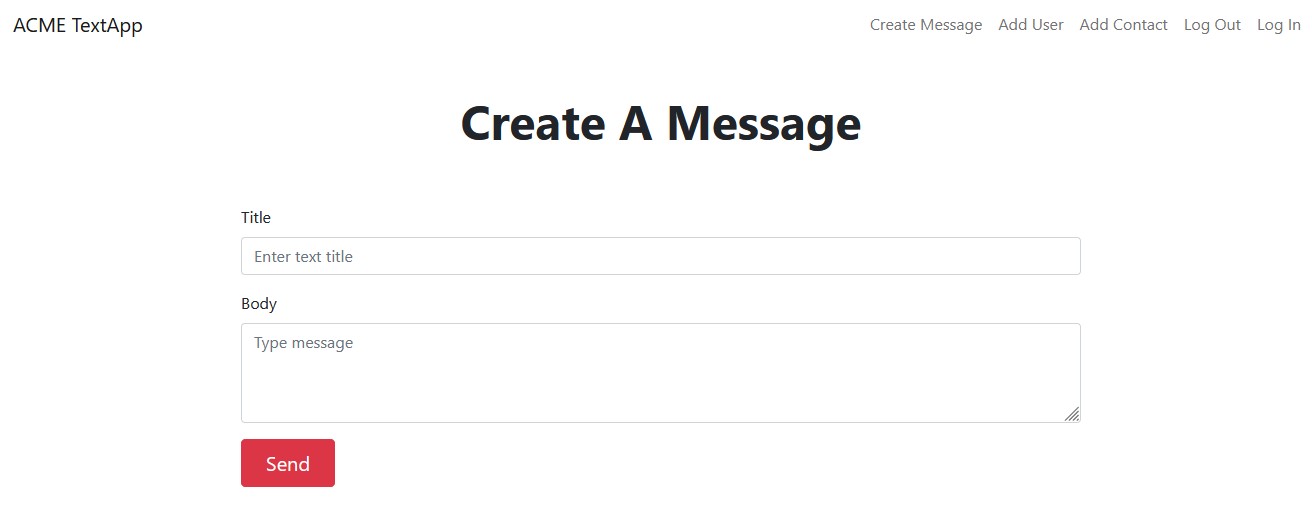 ACME TextApp Create Message Add User Add Contact Log Out Log In
Create A Message
Title
Enter text title
Body
Type message
Send